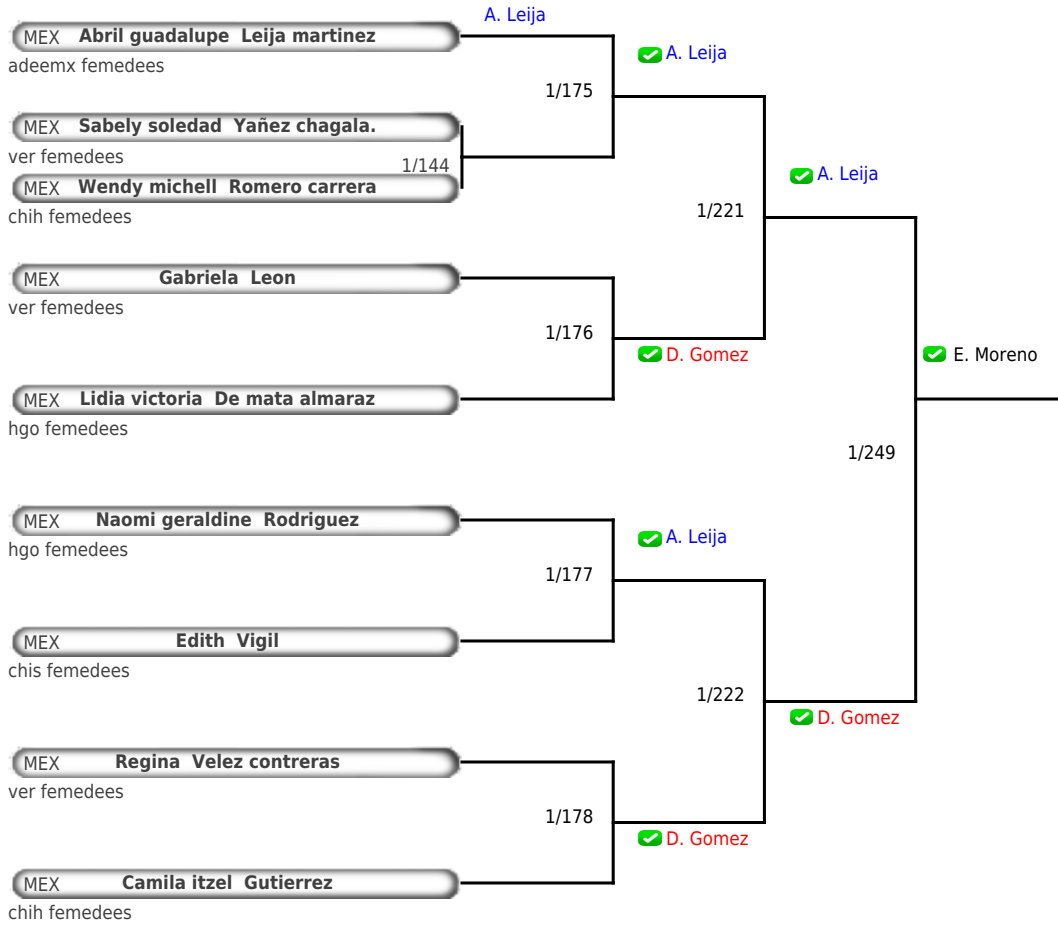 A. Leija
MEX Abril guadalupe Leija martinez
adeemx femedees
A. Leija
1/175
MEX Sabely soledad Yañez chagala.
ver femedees
1/144
MEX Wendy michell Romero carrera
chih femedees
A. Leija
1/221
MEX Gabriela Leon
ver femedees
1/176
D. Gomez
E. Moreno
MEX Lidia victoria De mata almaraz
hgo femedees
1/249
MEX Naomi geraldine Rodriguez
hgo femedees
A. Leija
1/177
MEX Edith Vigil
chis femedees
1/222
D. Gomez
MEX Regina Velez contreras
ver femedees
1/178
D. Gomez
MEX Camila itzel Gutierrez
chih femedees